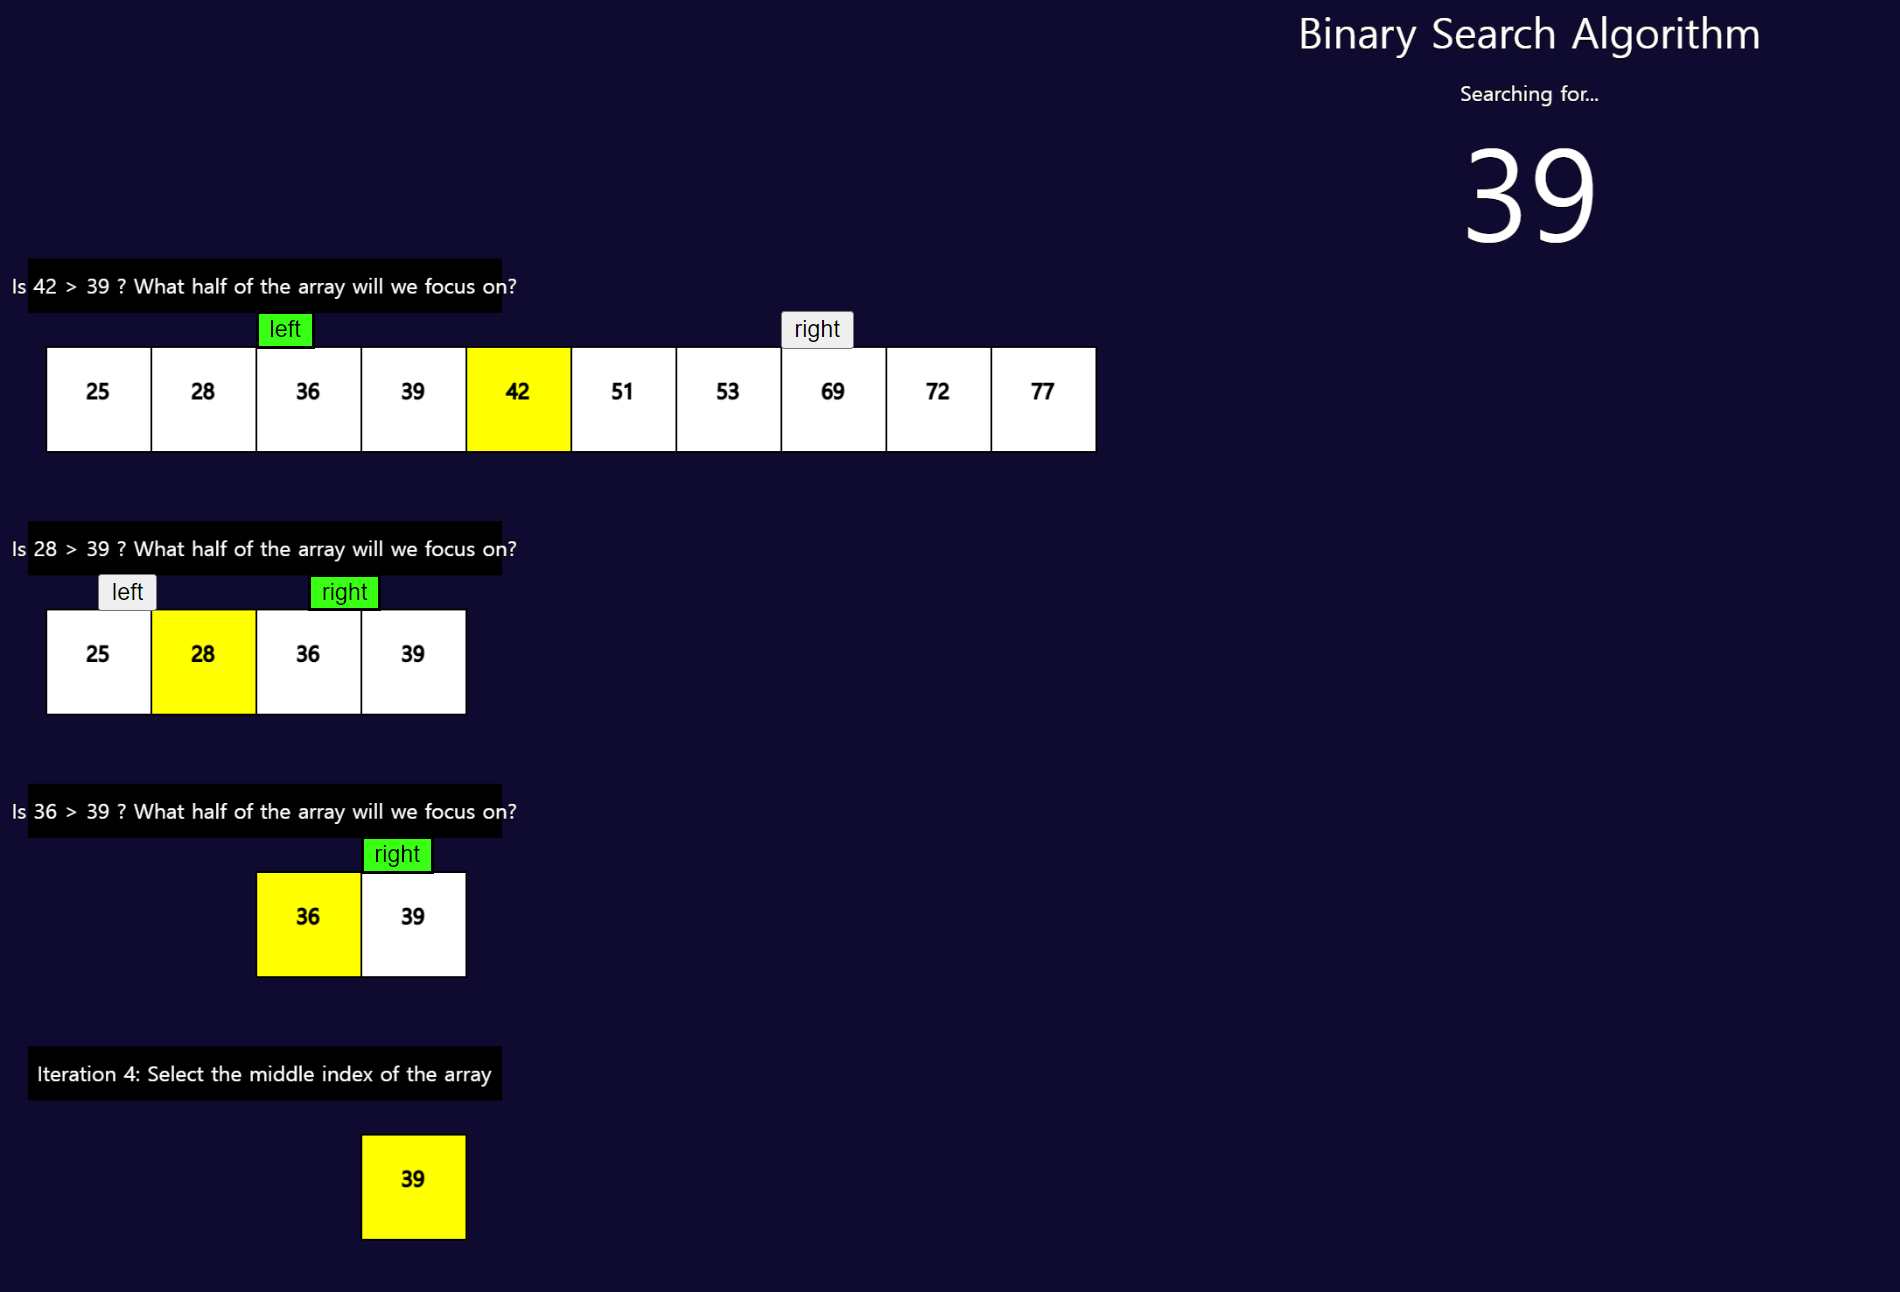 Binary Search Algorithm
Searching for...
39
Is 42 > 39 ? What half of the array will we focus on?
left right
25 28 36 39 42 51 53 69 72 77
Is 28 > 39 ? What half of the array will we focus on?
left right
25 28 36 39
Is 36 > 39 ? What half of the array will we focus on?
right
36 39
Iteration 4: Select the middle index of the array
39